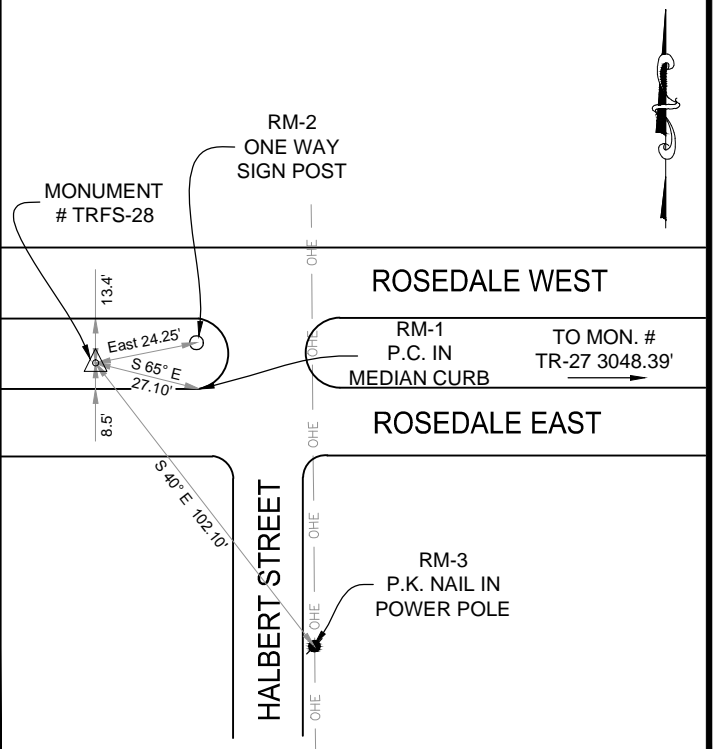 RM-2
ONE WAY
SIGN POST
MONUMENT
# TRFS-28
OHE
13.4'
ROSEDALE WEST
East 24.25'
S 65° E
27.10'
OHE
RM-1
P.C. IN
MEDIAN CURB
TO MON. #
TR-27 3048.39'
8.5'
ROSEDALE EAST
OHE
S 40° E 102.10'
HALBERT STREET
OHE
RM-3
P.K. NAIL IN
POWER POLE
OHE
OHE